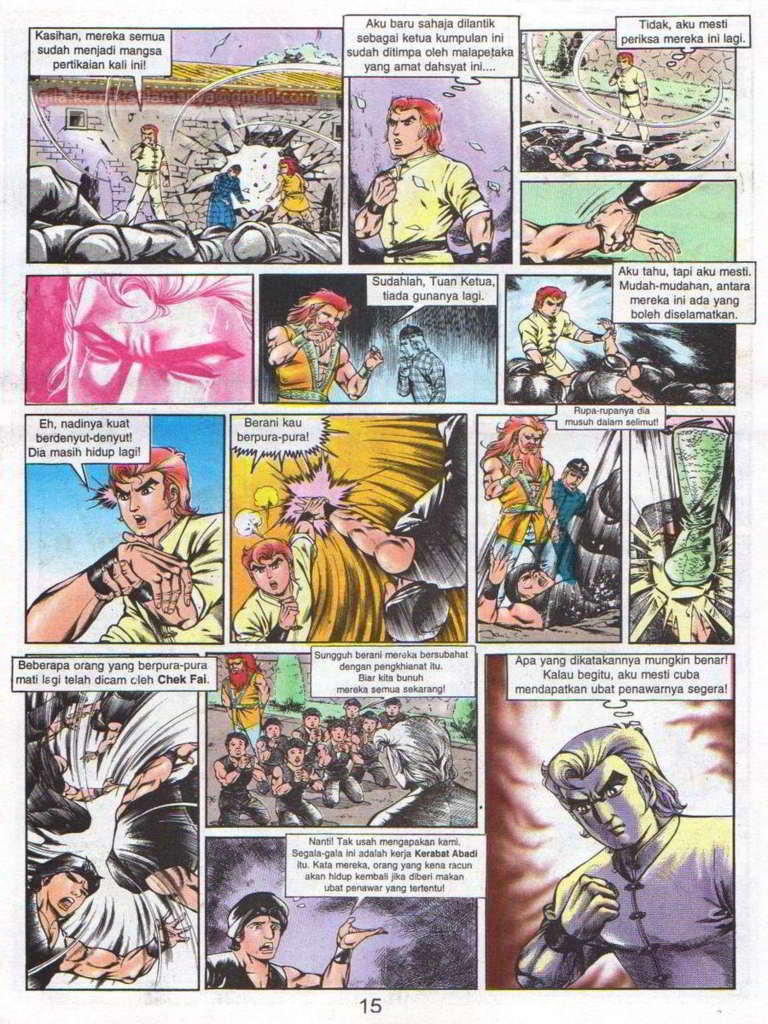 Kasihan, mereka semua
sudah menjadi mangsa
pertikaian kali ini!
Aku baru sahaja dilantik
sebagai ketua kumpulan ini
sudah ditimpa oleh malapetaka
yang amat dahsyat ini....
Tidak, aku mesti
periksa mereka ini lagi.
Sudahlah, Tuan Ketua,
tiada gunanya lagi.
Aku tahu, tapi aku mesti.
Mudah-mudahan, antara
mereka ini ada yang
boleh diselamatkan.
Eh, nadinya kuat
berdenyut-denyut!
Dia masih hidup lagi!
Berani kau
berpura-pura!
Rupa-rupanya dia
musuh dalam selimut!
Beberapa orang yang berpura-pura
mati lagi telah dicam oleh Chek Fai.
Sungguh berani mereka bersubahat
dengan pengkhianat itu.
Biar kita bunuh
mereka semua sekarang!
Nanti! Tak usah mengapakan kami.
Segala-gala ini adalah kerja Kerabat Abadi
itu. Kata mereka, orang yang kena racun
akan hidup kembali jika diberi makan
ubat penawar yang tertentu!
Apa yang dikatakannya mungkin benar!
Kalau begitu, aku mesti cuba
mendapatkan ubat penawarnya segera!
15